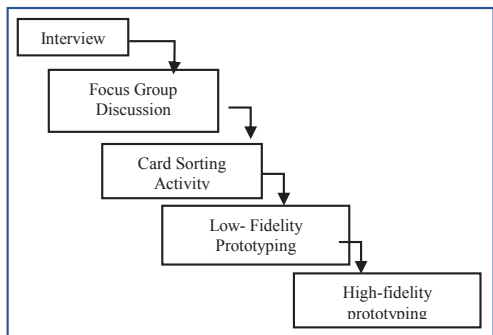 Interview
Focus Group
Discussion
Card Sorting
Activity
Low- Fidelity
Prototyping
High-fidelity
prototyping